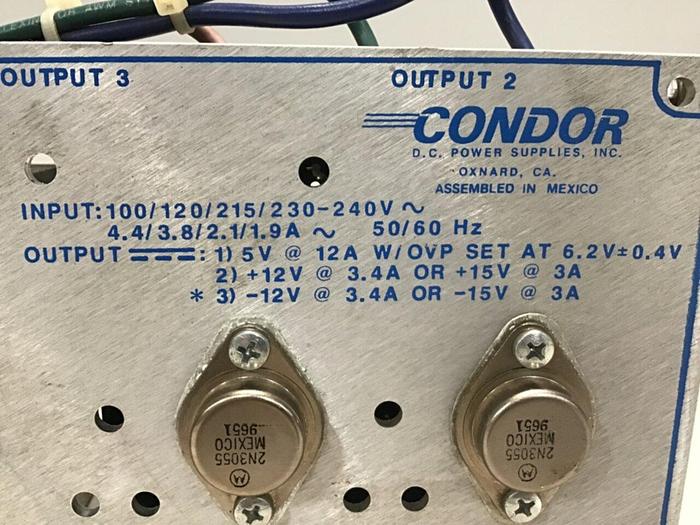 OUTPUT 3
OUTPUT 2
CONDOR
D.C. POWER SUPPLIES, INC.
OXNARD, CA.
ASSEMBLED IN MEXICO
INPUT: 100/120/215/230-240V ~
4.4/3.8/2.1/1.9A ~ 50/60 Hz
OUTPUT ⎓: 1) 5V @ 12A W/OVP SET AT 6.2V±0.4V
2) +12V @ 3.4A OR +15V @ 3A
* 3) -12V @ 3.4A OR -15V @ 3A
2N3055
MEXICO
9651
2N3055
MEXICO
9651